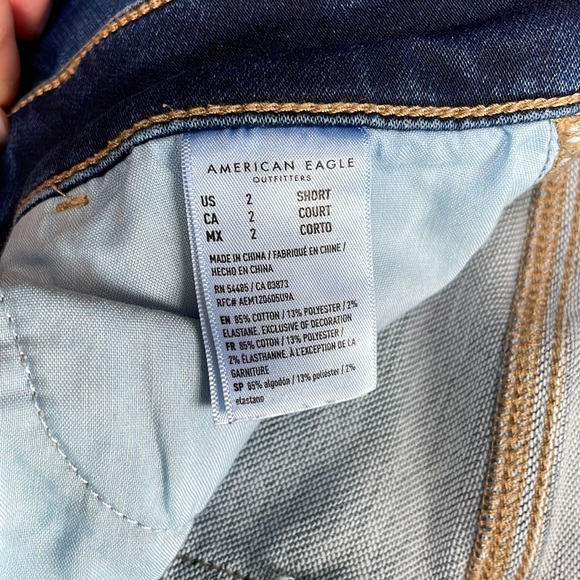 AMERICAN EAGLE
OUTFITTERS
US 2 SHORT
CA 2 COURT
MX 2 CORTO
MADE IN CHINA / FABRIQUÉ EN CHINE /
HECHO EN CHINA
RN 54485 / CA 03873
RFC# AEM120605U9A
EN 85% COTTON / 13% POLYESTER / 2%
ELASTANE, EXCLUSIVE OF DECORATION
FR 85% COTON / 13% POLYESTER /
2% ÉLASTHANNE, À L'EXCEPTION DE LA
GARNITURE
SP 85% algodón / 13% poliéster / 2%
elastano